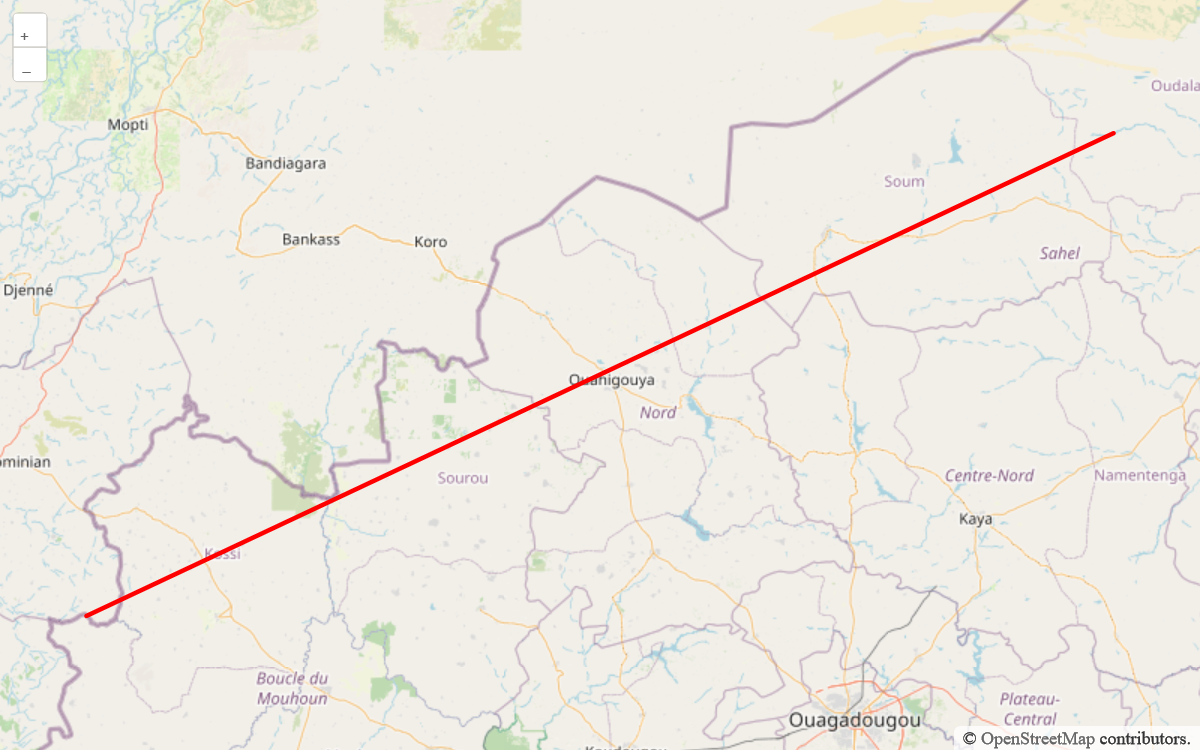 +
–
Oudala
Mopti
Bandiagara
Soum
Bankass
Koro
Sahel
Djenné
Ouahigouya
Nord
ominian
Sourou
Centre-Nord
Namentenga
Kaya
Kossi
Boucle du
Mouhoun
Plateau-
Central
Ouagadougou
© OpenStreetMap contributors.